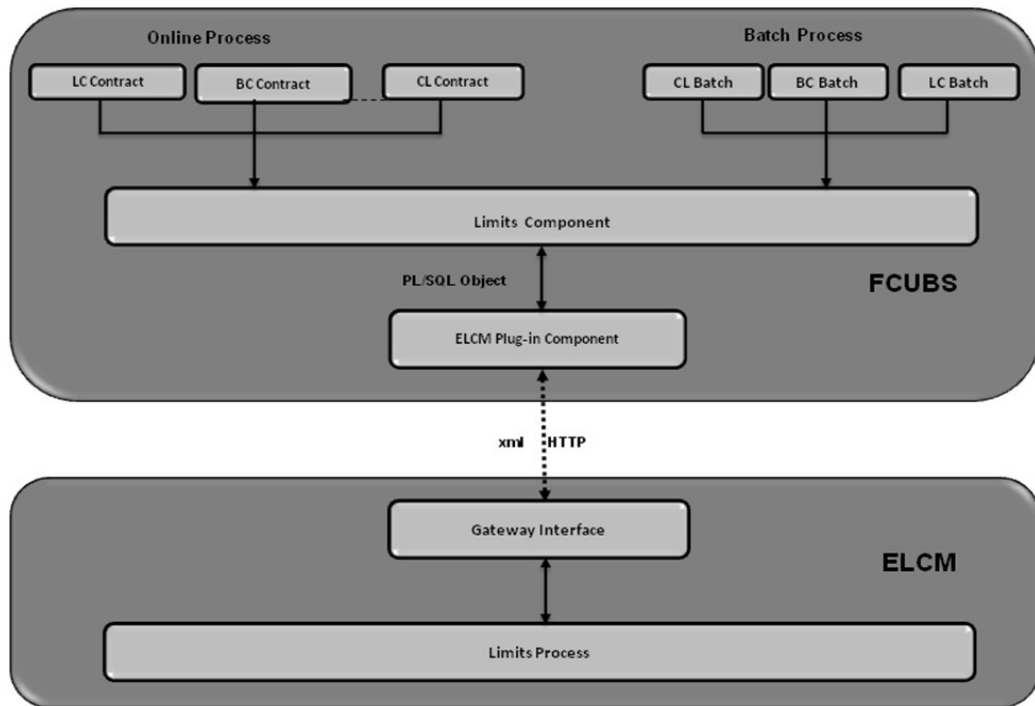 Online Process
Batch Process
LC Contract
BC Contract
CL Contract
CL Batch
BC Batch
LC Batch
Limits Component
PL/SQL Object
FCUBS
ELCM Plug-in Component
xml HTTP
Gateway Interface
ELCM
Limits Process